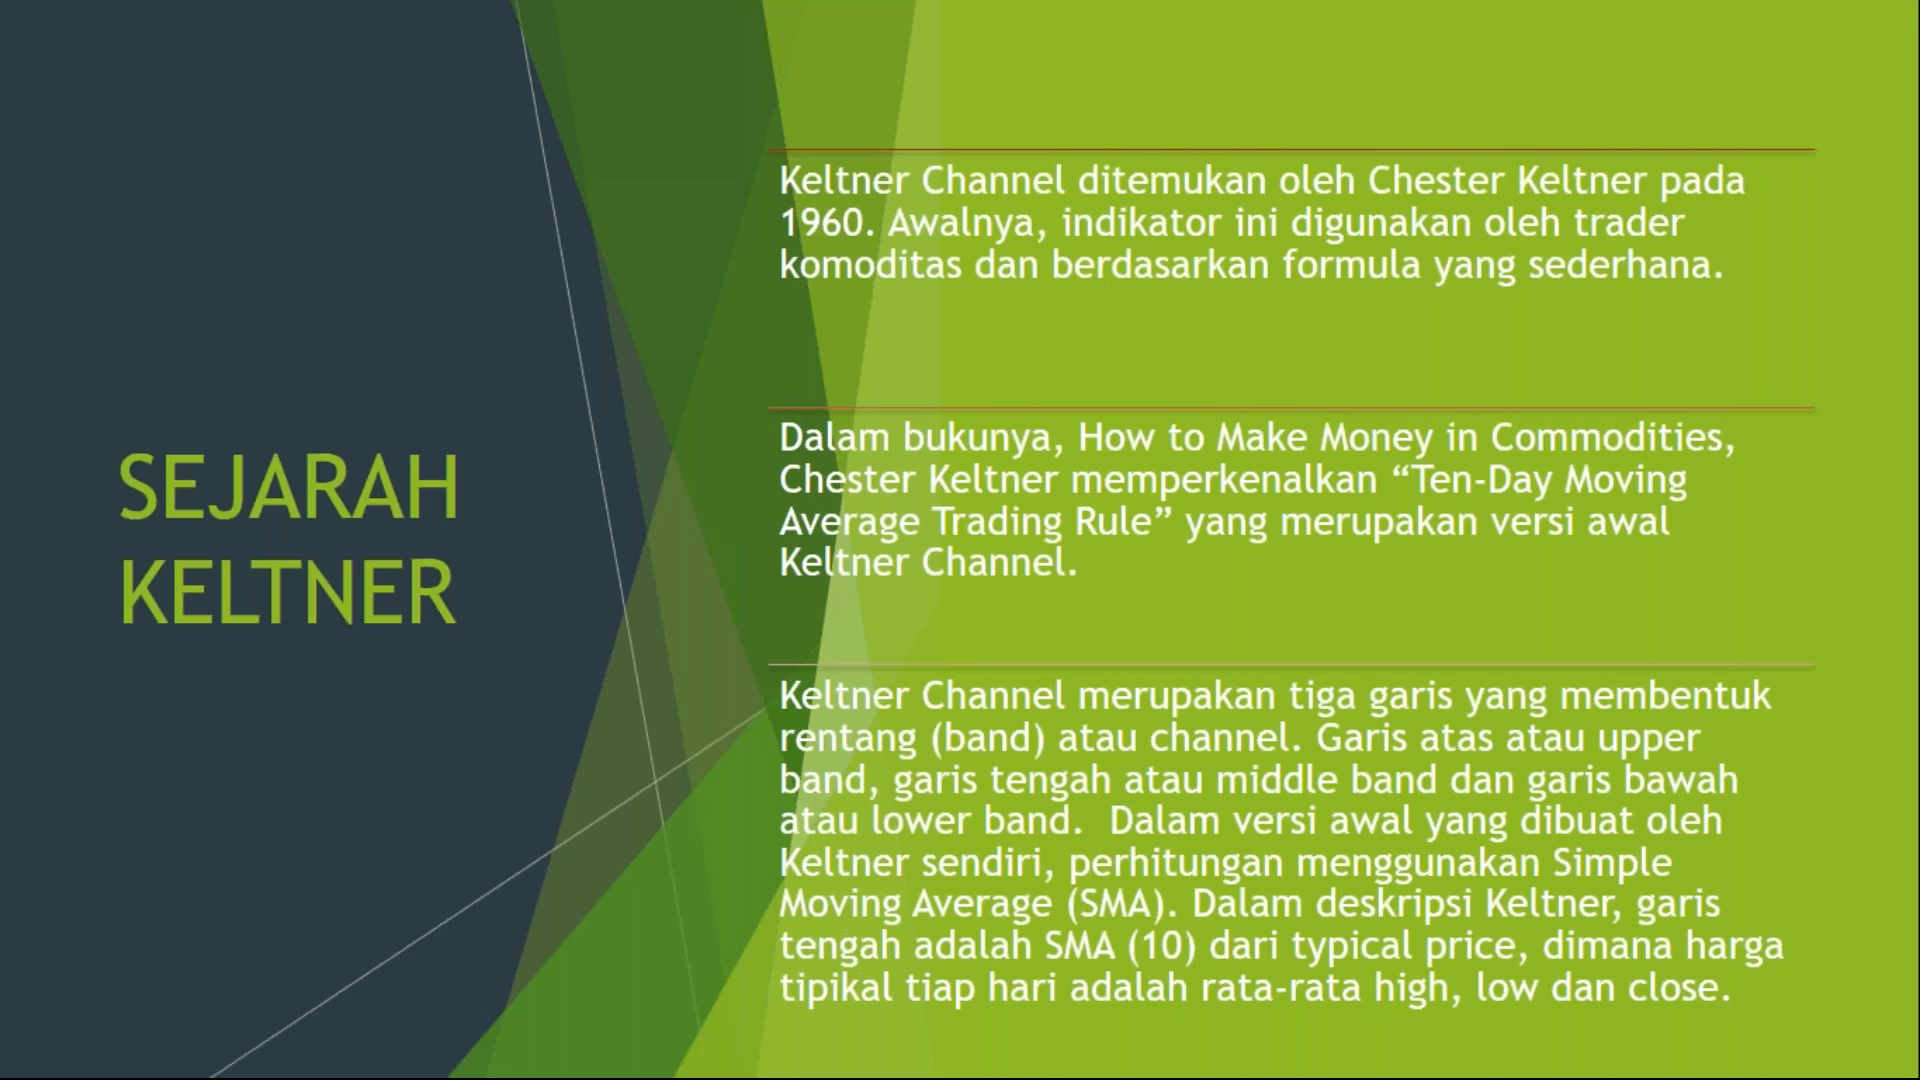 SEJARAH
KELTNER
Keltner Channel ditemukan oleh Chester Keltner pada
1960. Awalnya, indikator ini digunakan oleh trader
komoditas dan berdasarkan formula yang sederhana.
Dalam bukunya, How to Make Money in Commodities,
Chester Keltner memperkenalkan “Ten-Day Moving
Average Trading Rule” yang merupakan versi awal
Keltner Channel.
Keltner Channel merupakan tiga garis yang membentuk
rentang (band) atau channel. Garis atas atau upper
band, garis tengah atau middle band dan garis bawah
atau lower band.  Dalam versi awal yang dibuat oleh
Keltner sendiri, perhitungan menggunakan Simple
Moving Average (SMA). Dalam deskripsi Keltner, garis
tengah adalah SMA (10) dari typical price, dimana harga
tipikal tiap hari adalah rata-rata high, low dan close.